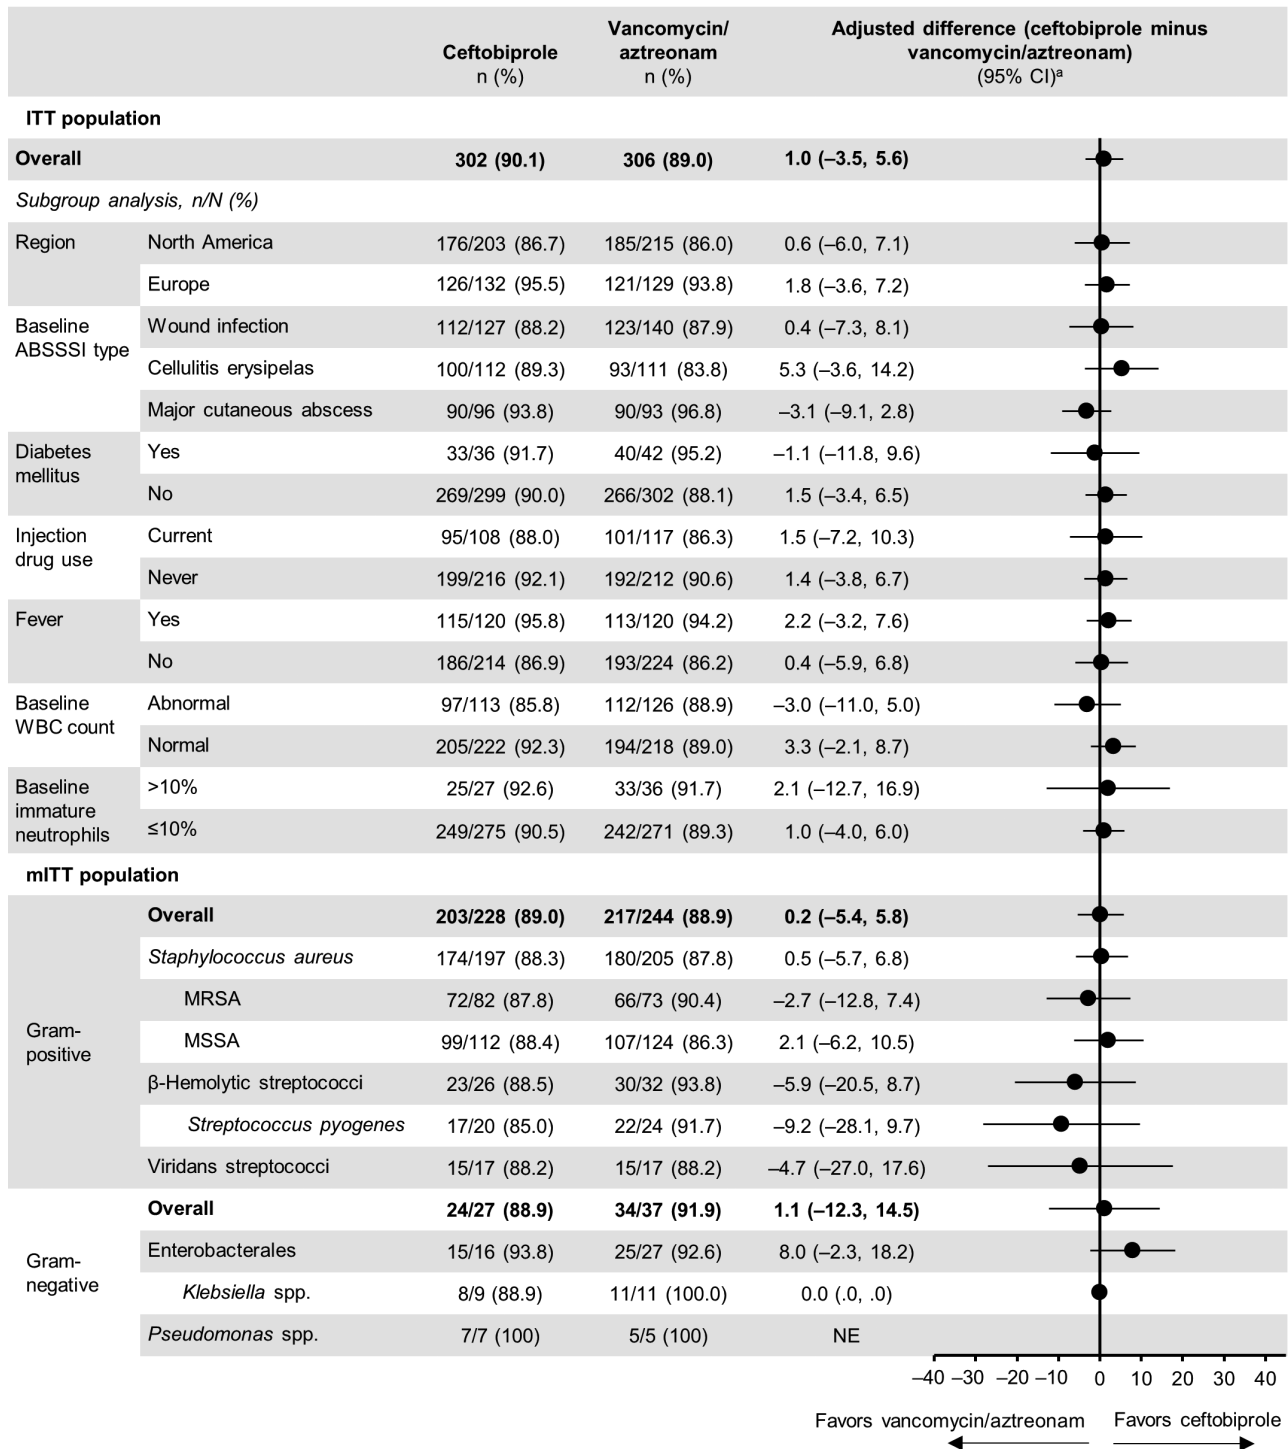 Ceftobiprole
n (%)
Vancomycin/
aztreonam
n (%)
Adjusted difference (ceftobiprole minus
vancomycin/aztreonam)
(95% CI)ᵃ
ITT population
Overall 302 (90.1) 306 (89.0) 1.0 (–3.5, 5.6)
Subgroup analysis, n/N (%)
Region North America 176/203 (86.7) 185/215 (86.0) 0.6 (–6.0, 7.1)
Europe 126/132 (95.5) 121/129 (93.8) 1.8 (–3.6, 7.2)
Baseline
ABSSSI type
Wound infection 112/127 (88.2) 123/140 (87.9) 0.4 (–7.3, 8.1)
Cellulitis erysipelas 100/112 (89.3) 93/111 (83.8) 5.3 (–3.6, 14.2)
Major cutaneous abscess 90/96 (93.8) 90/93 (96.8) –3.1 (–9.1, 2.8)
Diabetes
mellitus
Yes 33/36 (91.7) 40/42 (95.2) –1.1 (–11.8, 9.6)
No 269/299 (90.0) 266/302 (88.1) 1.5 (–3.4, 6.5)
Injection
drug use
Current 95/108 (88.0) 101/117 (86.3) 1.5 (–7.2, 10.3)
Never 199/216 (92.1) 192/212 (90.6) 1.4 (–3.8, 6.7)
Fever Yes 115/120 (95.8) 113/120 (94.2) 2.2 (–3.2, 7.6)
No 186/214 (86.9) 193/224 (86.2) 0.4 (–5.9, 6.8)
Baseline
WBC count
Abnormal 97/113 (85.8) 112/126 (88.9) –3.0 (–11.0, 5.0)
Normal 205/222 (92.3) 194/218 (89.0) 3.3 (–2.1, 8.7)
Baseline
immature
neutrophils
>10% 25/27 (92.6) 33/36 (91.7) 2.1 (–12.7, 16.9)
≤10% 249/275 (90.5) 242/271 (89.3) 1.0 (–4.0, 6.0)
mITT population
Gram-
positive
Overall 203/228 (89.0) 217/244 (88.9) 0.2 (–5.4, 5.8)
Staphylococcus aureus 174/197 (88.3) 180/205 (87.8) 0.5 (–5.7, 6.8)
MRSA 72/82 (87.8) 66/73 (90.4) –2.7 (–12.8, 7.4)
MSSA 99/112 (88.4) 107/124 (86.3) 2.1 (–6.2, 10.5)
β-Hemolytic streptococci 23/26 (88.5) 30/32 (93.8) –5.9 (–20.5, 8.7)
Streptococcus pyogenes 17/20 (85.0) 22/24 (91.7) –9.2 (–28.1, 9.7)
Viridans streptococci 15/17 (88.2) 15/17 (88.2) –4.7 (–27.0, 17.6)
Gram-
negative
Overall 24/27 (88.9) 34/37 (91.9) 1.1 (–12.3, 14.5)
Enterobacterales 15/16 (93.8) 25/27 (92.6) 8.0 (–2.3, 18.2)
Klebsiella spp. 8/9 (88.9) 11/11 (100.0) 0.0 (.0, .0)
Pseudomonas spp. 7/7 (100) 5/5 (100) NE
–40 –30 –20 –10 0 10 20 30 40
Favors vancomycin/aztreonam Favors ceftobiprole